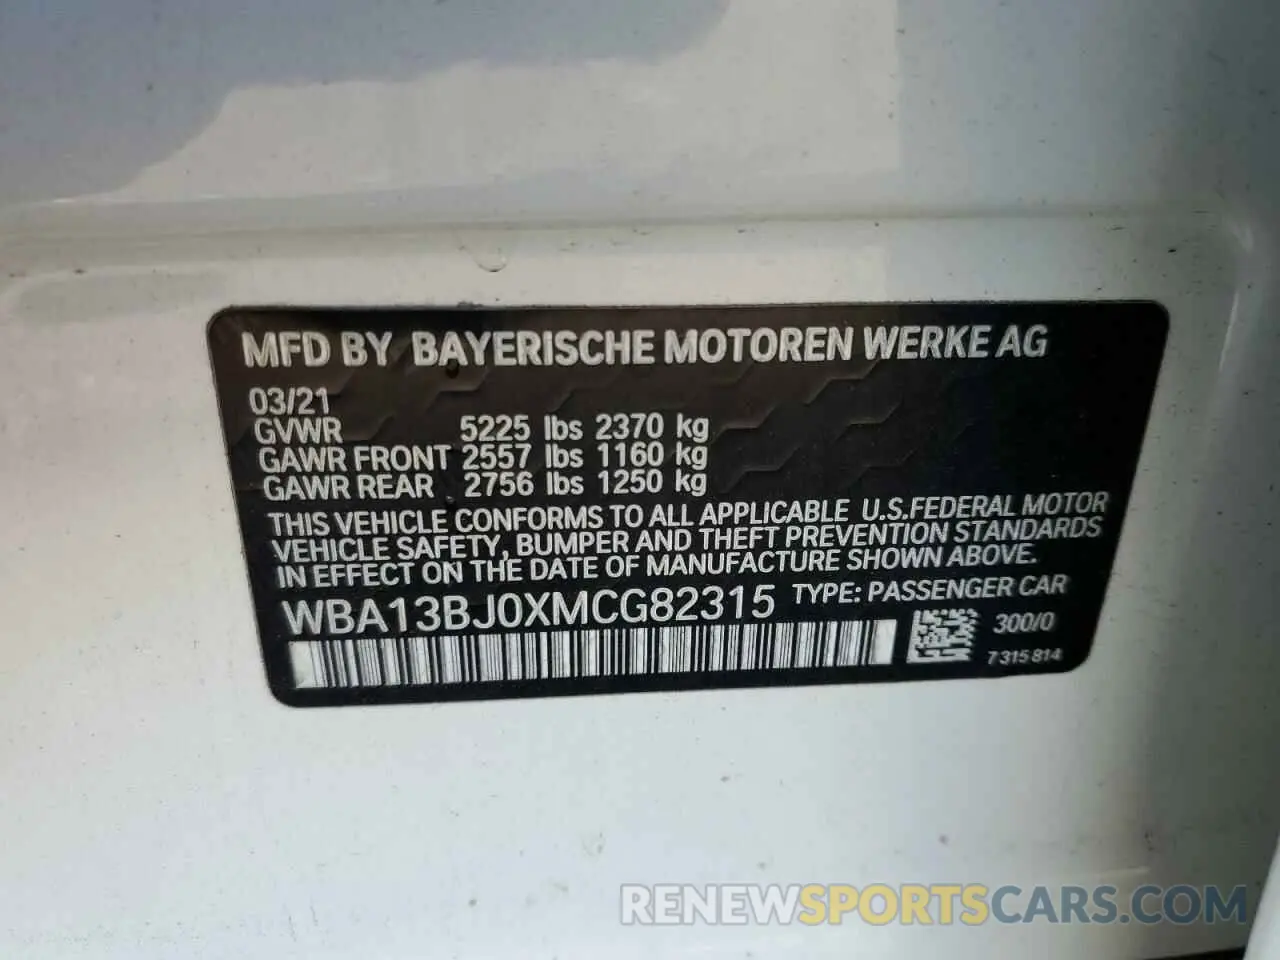 MFD BY BAYERISCHE MOTOREN WERKE AG
03/21
GVWR 5225 lbs 2370 kg
GAWR FRONT 2557 lbs 1160 kg
GAWR REAR 2756 lbs 1250 kg
THIS VEHICLE CONFORMS TO ALL APPLICABLE U.S.FEDERAL MOTOR
VEHICLE SAFETY, BUMPER AND THEFT PREVENTION STANDARDS
IN EFFECT ON THE DATE OF MANUFACTURE SHOWN ABOVE.
WBA13BJ0XMCG82315 TYPE: PASSENGER CAR
300/0
7315814
RENEWSPORTSCARS.COM